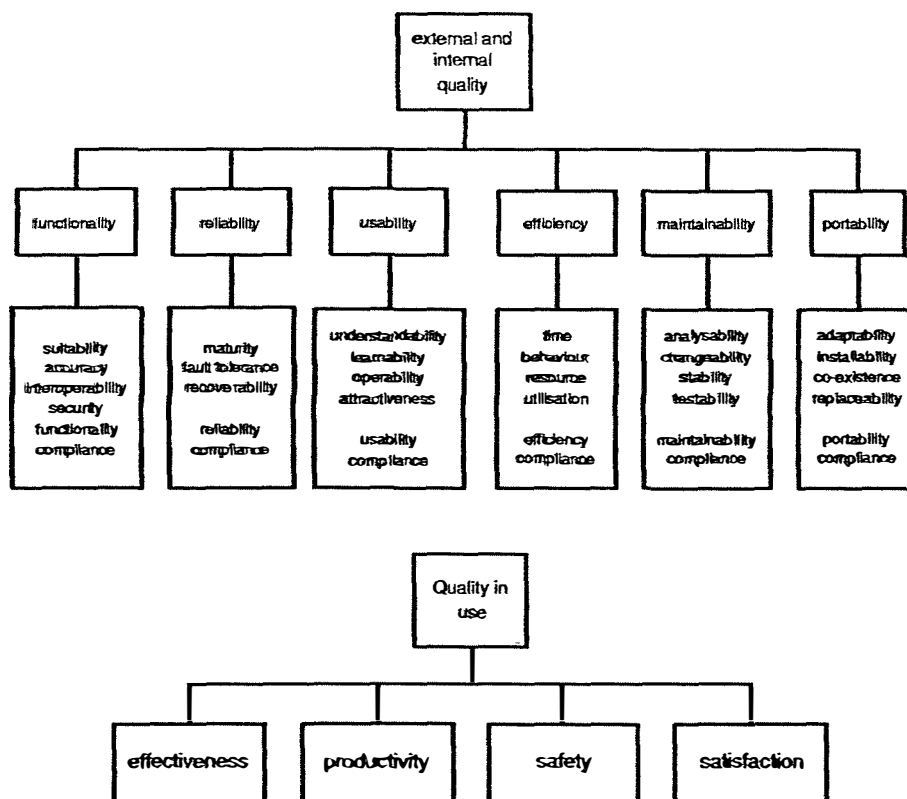 external and
internal
quality
functionality
reliability
usability
efficiency
maintainability
portability
suitability
accuracy
interoperability
security
functionality
compliance
maturity
fault tolerance
recoverability
reliability
compliance
understandability
learnability
operability
attractiveness
usability
compliance
time
behaviour
resource
utilisation
efficiency
compliance
analysability
changeability
stability
testability
maintainability
compliance
adaptability
installability
co-existence
replaceability
portability
compliance
Quality in
use
effectiveness
productivity
safety
satisfaction